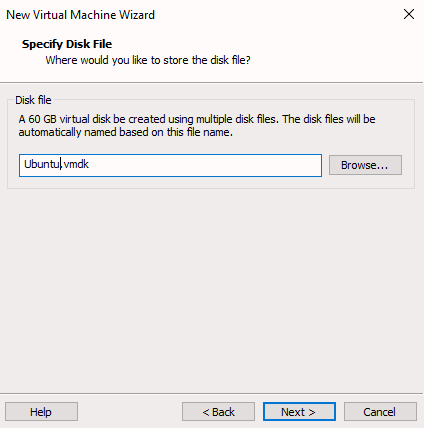 New Virtual Machine Wizard
Specify Disk File
Where would you like to store the disk file?
Disk file
A 60 GB virtual disk be created using multiple disk files. The disk files will be
automatically named based on this file name.
Ubuntu.vmdk
Browse...
Help
< Back
Next >
Cancel